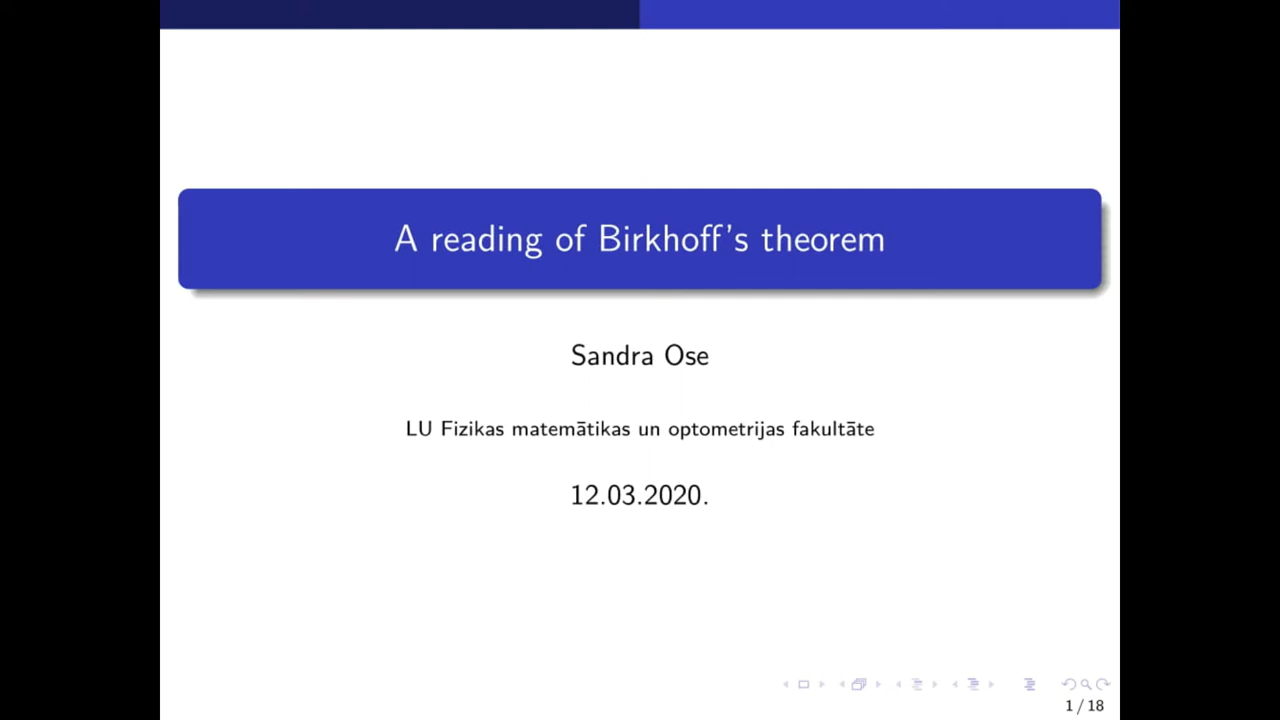 A reading of Birkhoff's theorem
Sandra Ose
LU Fizikas matemātikas un optometrijas fakultāte
12.03.2020.
1 / 18